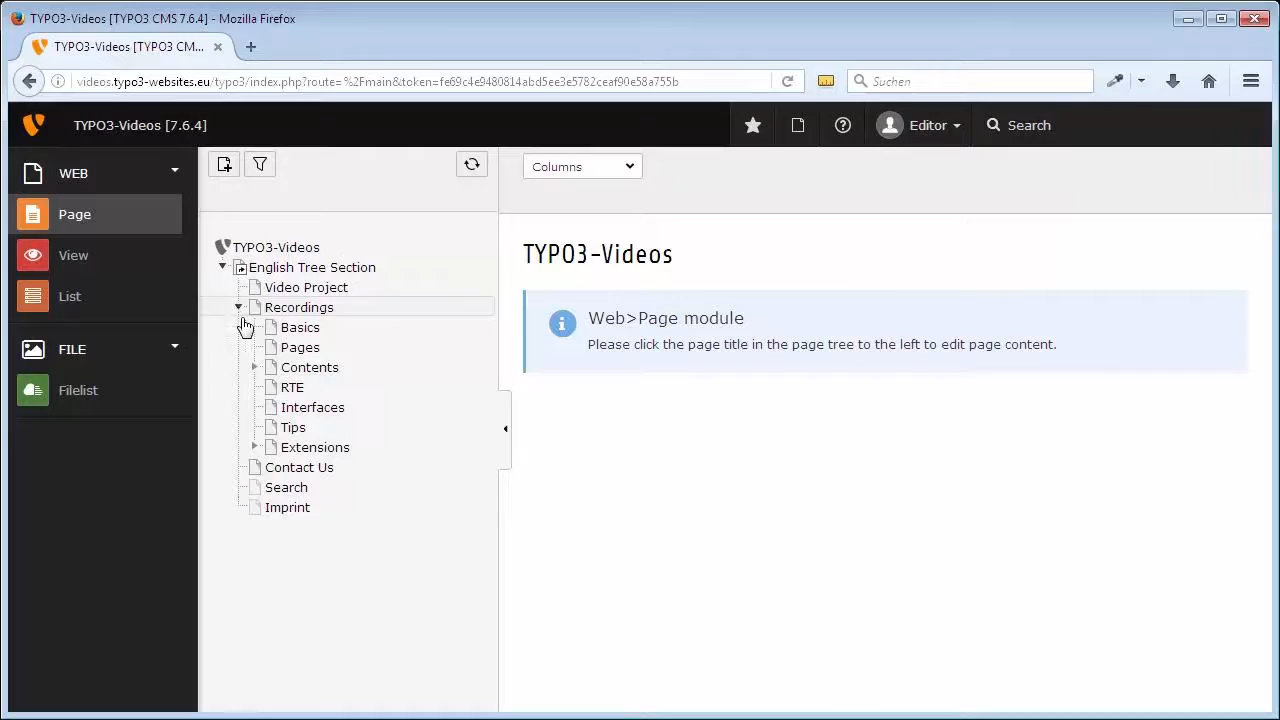 TYPO3-Videos [TYPO3 CMS 7.6.4] - Mozilla Firefox
TYPO3-Videos [TYPO3 CM...
videos.typo3-websites.eu/typo3/index.php?route=%2Fmain&token=fe69c4e9480814abd5ee3e5782ceaf90e58a755b
Suchen
TYPO3-Videos [7.6.4]
Editor
Search
WEB
Page
View
List
FILE
Filelist
TYPO3-Videos
English Tree Section
Video Project
Recordings
Basics
Pages
Contents
RTE
Interfaces
Tips
Extensions
Contact Us
Search
Imprint
Columns
TYPO3-Videos
Web>Page module
Please click the page title in the page tree to the left to edit page content.